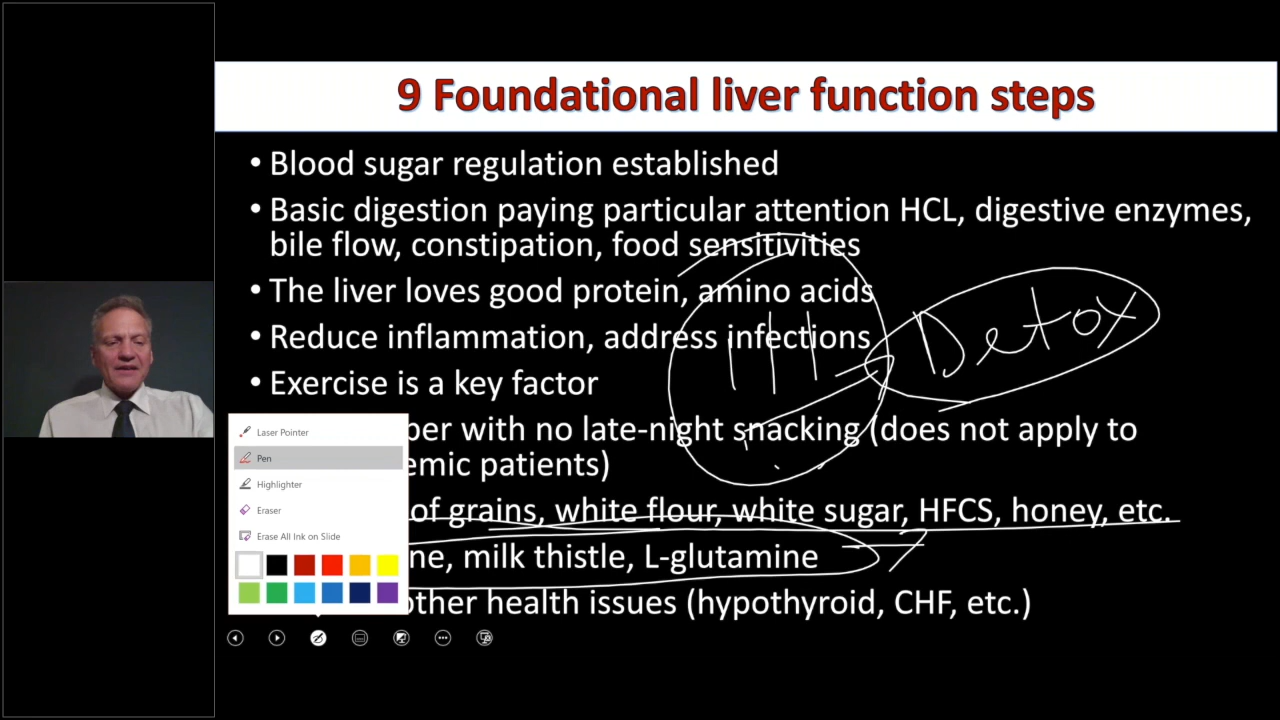 9 Foundational liver function steps
• Blood sugar regulation established
• Basic digestion paying particular attention HCL, digestive enzymes,
bile flow, constipation, food sensitivities
• The liver loves good protein, amino acids
• Reduce inflammation, address infections
Detox
• Exercise is a key factor
per with no late-night snacking (does not apply to
emic patients)
of grains, white flour, white sugar, HFCS, honey, etc.
ne, milk thistle, L-glutamine
other health issues (hypothyroid, CHF, etc.)
Laser Pointer
Pen
Highlighter
Eraser
Erase All Ink on Slide